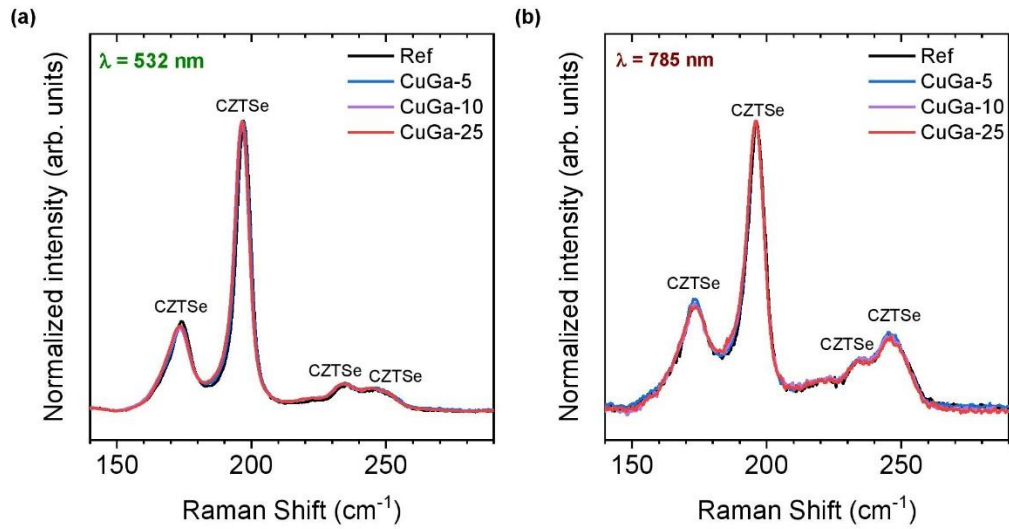 (a)
λ = 532 nm
Ref
CuGa-5
CuGa-10
CuGa-25
CZTSe
CZTSe
CZTSe
CZTSe
Normalized intensity (arb. units)
150
200
250
Raman Shift (cm⁻¹)
(b)
λ = 785 nm
Ref
CuGa-5
CuGa-10
CuGa-25
CZTSe
CZTSe
CZTSe
CZTSe
Normalized intensity (arb. units)
150
200
250
Raman Shift (cm⁻¹)